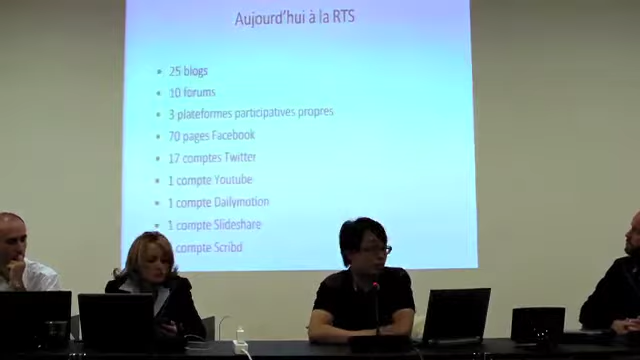 Aujourd'hui à la RTS
• 25 blogs
• 10 forums
• 3 plateformes participatives propres
• 70 pages Facebook
• 17 comptes Twitter
• 1 compte Youtube
• 1 compte Dailymotion
• 1 compte Slideshare
compte Scribd